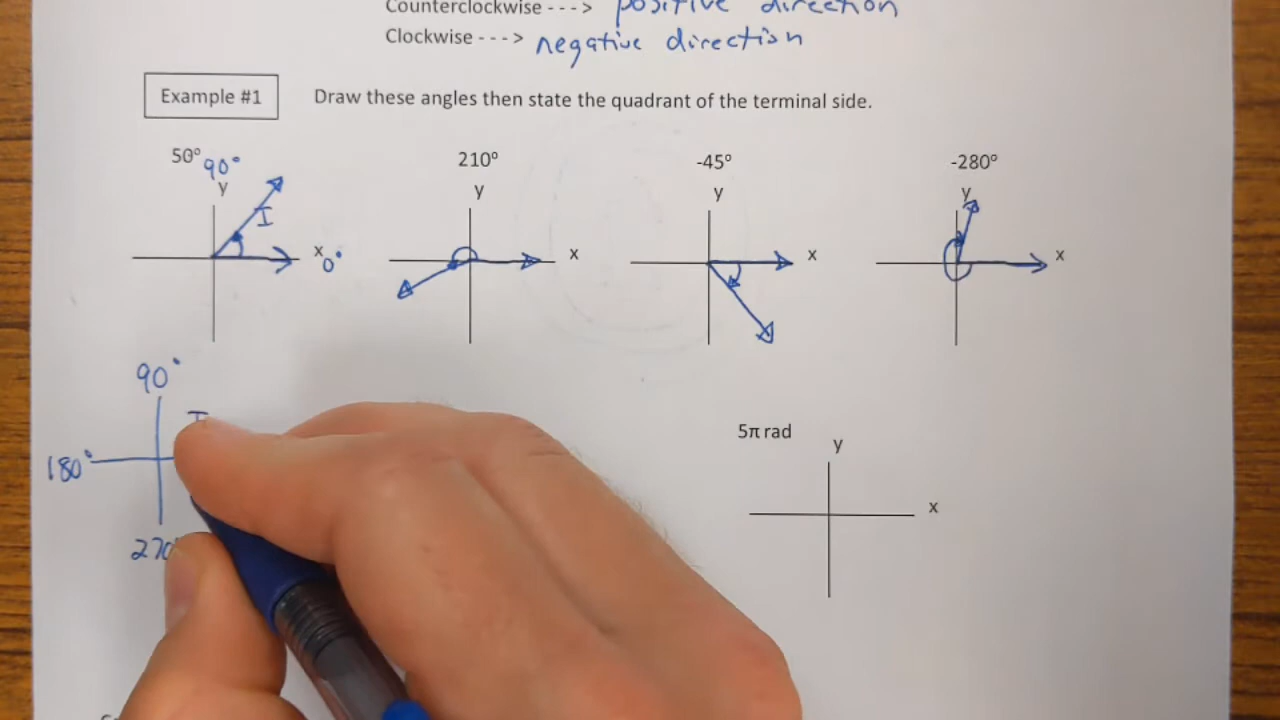 Counterclockwise - - - > positive direction
Clockwise - - - > negative direction
Example #1 Draw these angles then state the quadrant of the terminal side.
50° 90° 210° -45° -280°
y y y y
I
x 0° x x x
90°
I
180°
270
5π rad
y
x